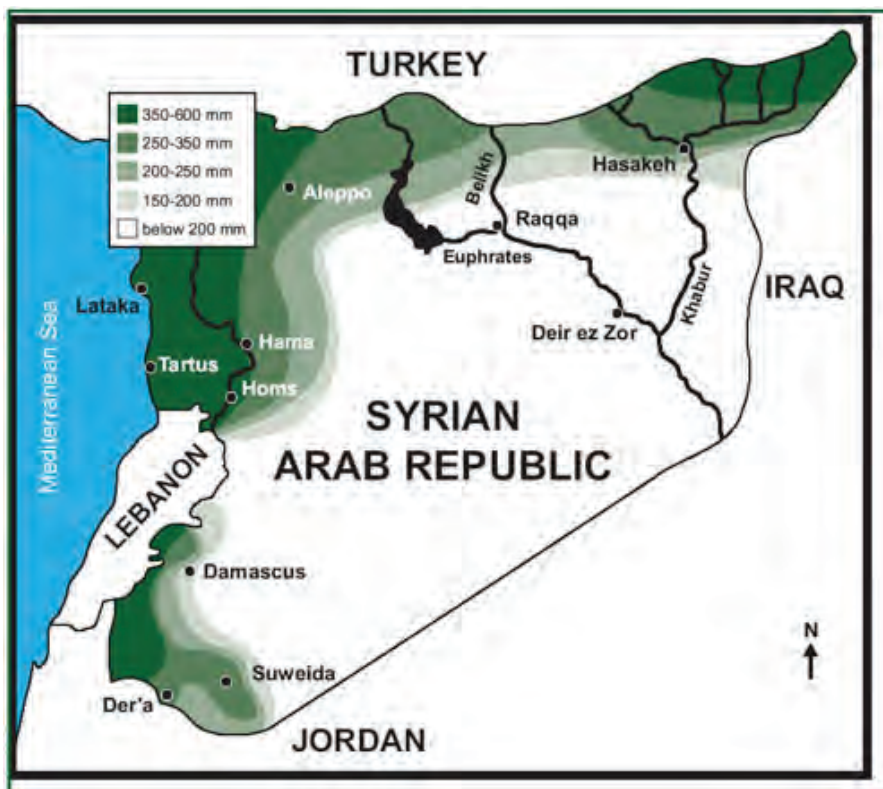 TURKEY
350-600 mm
250-350 mm
200-250 mm
150-200 mm
below 200 mm
Aleppo
Belikh
Hasakeh
Raqqa
Euphrates
Khabur
IRAQ
Lataka
Deir ez Zor
Hama
Tartus
Homs
Mediterranean Sea
SYRIAN
ARAB REPUBLIC
LEBANON
Damascus
N
Suweida
Der'a
JORDAN